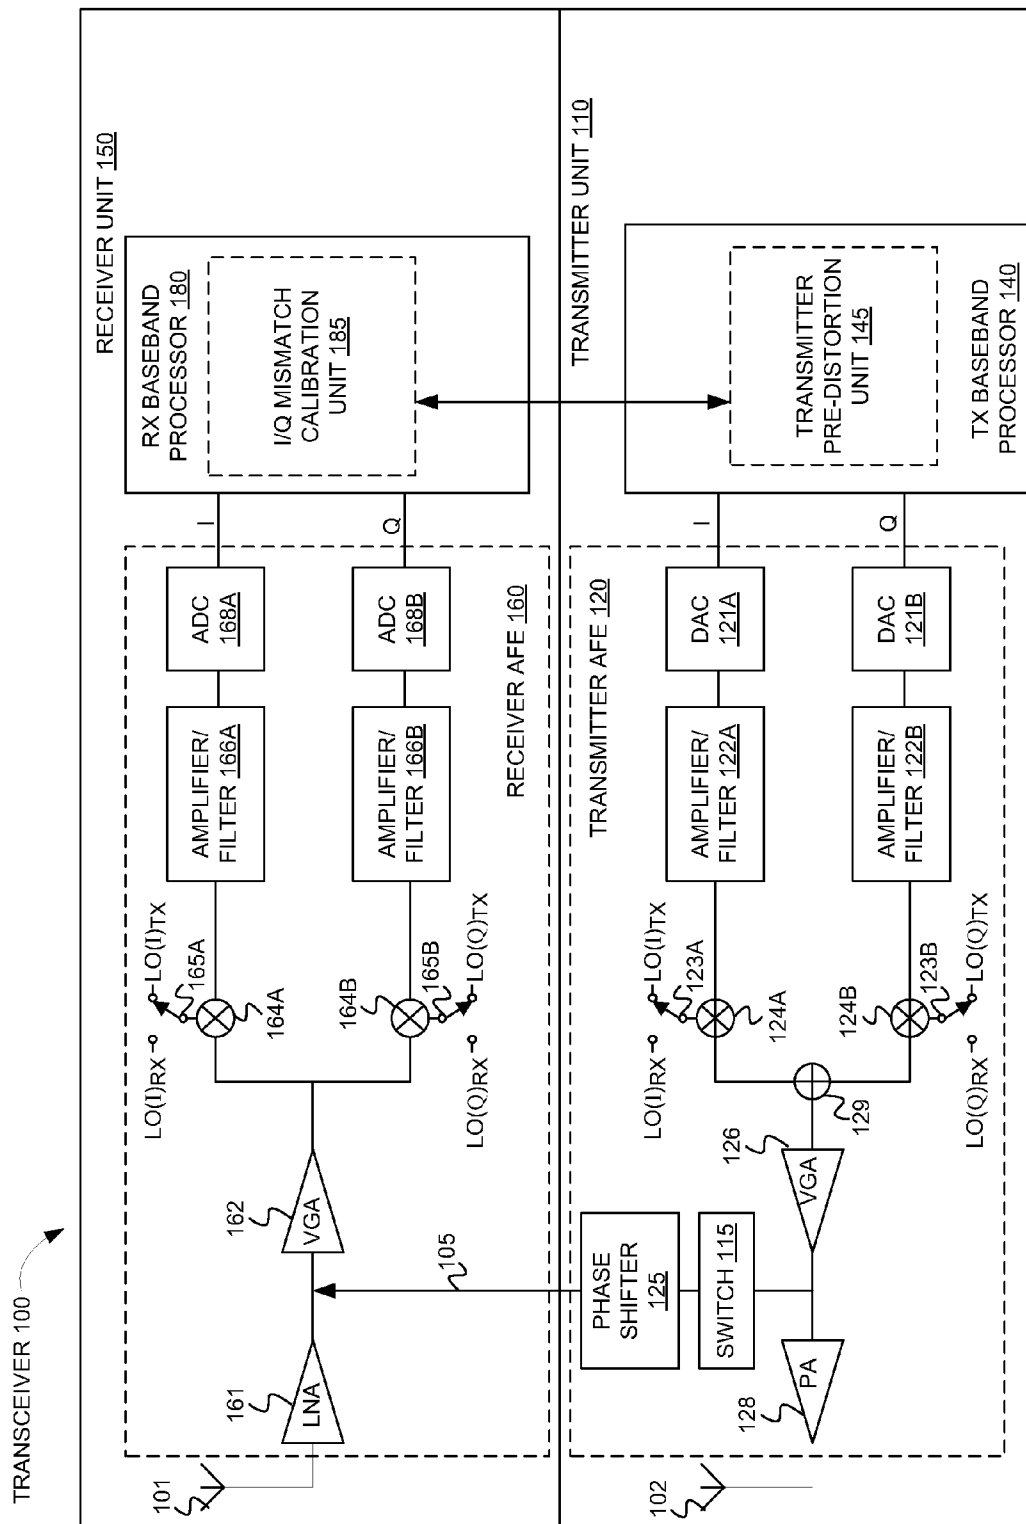 TRANSCEIVER 100
RECEIVER UNIT 150
RX BASEBAND
PROCESSOR 180
I/Q MISMATCH
CALIBRATION
UNIT 185
I
Q
ADC
168A
ADC
168B
AMPLIFIER/
FILTER 166A
AMPLIFIER/
FILTER 166B
RECEIVER AFE 160
LO(I)RX
LO(I)TX
165A
164A
164B
165B
LO(Q)RX
LO(Q)TX
VGA
162
105
LNA
161
101
TRANSMITTER UNIT 110
TRANSMITTER
PRE-DISTORTION
UNIT 145
TX BASEBAND
PROCESSOR 140
I
Q
DAC
121A
DAC
121B
TRANSMITTER AFE 120
AMPLIFIER/
FILTER 122A
AMPLIFIER/
FILTER 122B
LO(I)RX
LO(I)TX
123A
124A
124B
123B
LO(Q)RX
LO(Q)TX
129
126
VGA
PHASE
SHIFTER
125
SWITCH 115
PA
128
102